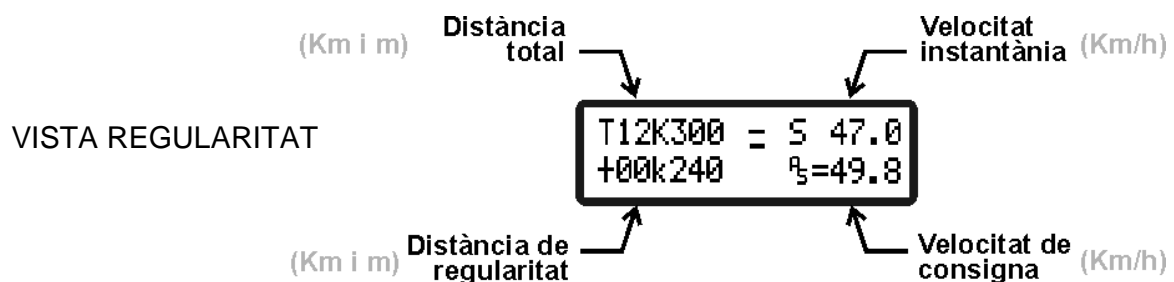 (Km i m) Distància total
Velocitat instantània (Km/h)
VISTA REGULARITAT
T12K300 = S 47.0
+00k240 AS=49.8
(Km i m) Distància de regularitat
Velocitat de consigna (Km/h)